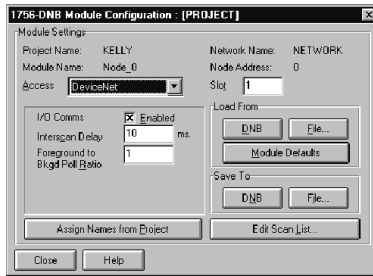 1756-DNB Module Configuration : [PROJECT]
Module Settings
Project Name: KELLY
Network Name: NETWORK
Module Name: Node_0
Node Address: 0
Access DeviceNet
Slot 1
I/O Comms Enabled
Interscan Delay 10 ms.
Foreground to
Bkgd Poll Ratio 1
Load From
DNB File...
Module Defaults
Save To
DNB File...
Assign Names from Project
Edit Scan List...
Close Help